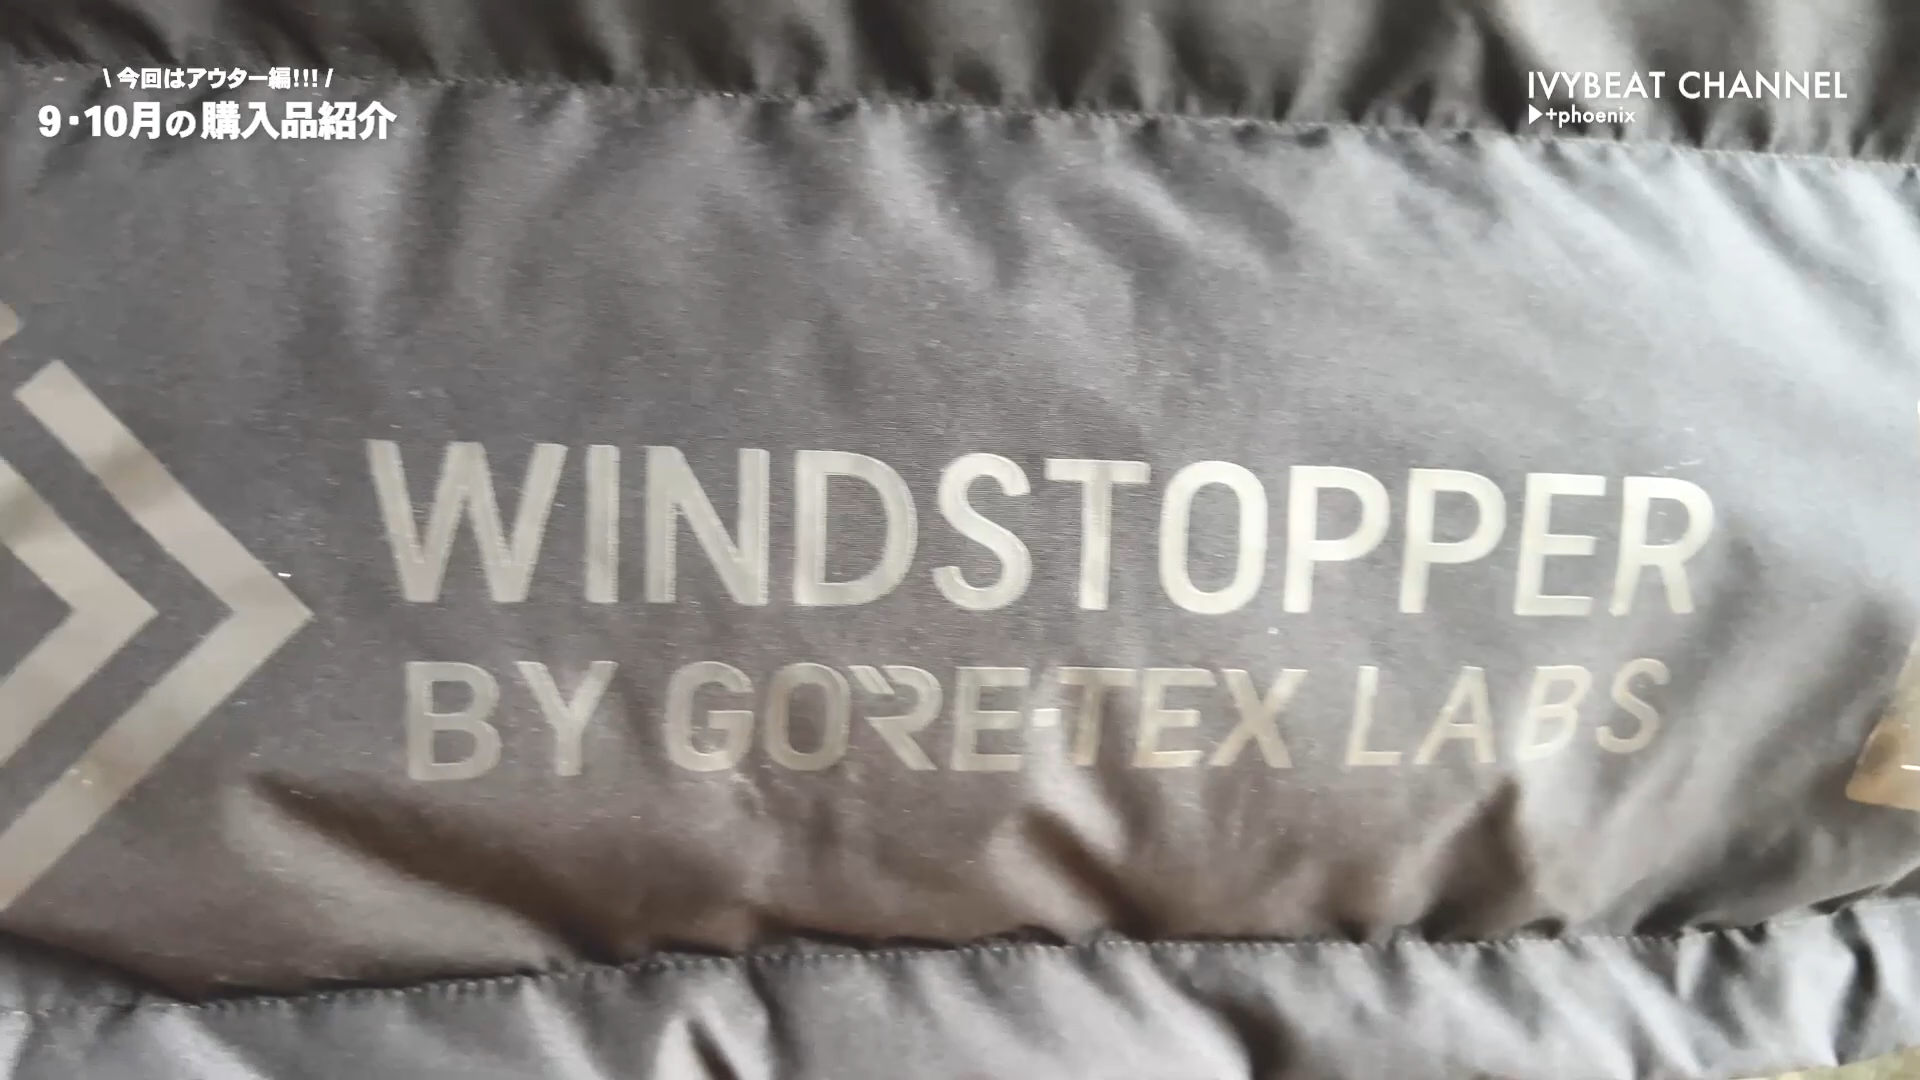 \ 今回はアウター編!!! /
9・10月の購入品紹介
IVYBEAT CHANNEL
+phoenix
WINDSTOPPER
BY GORE-TEX LABS